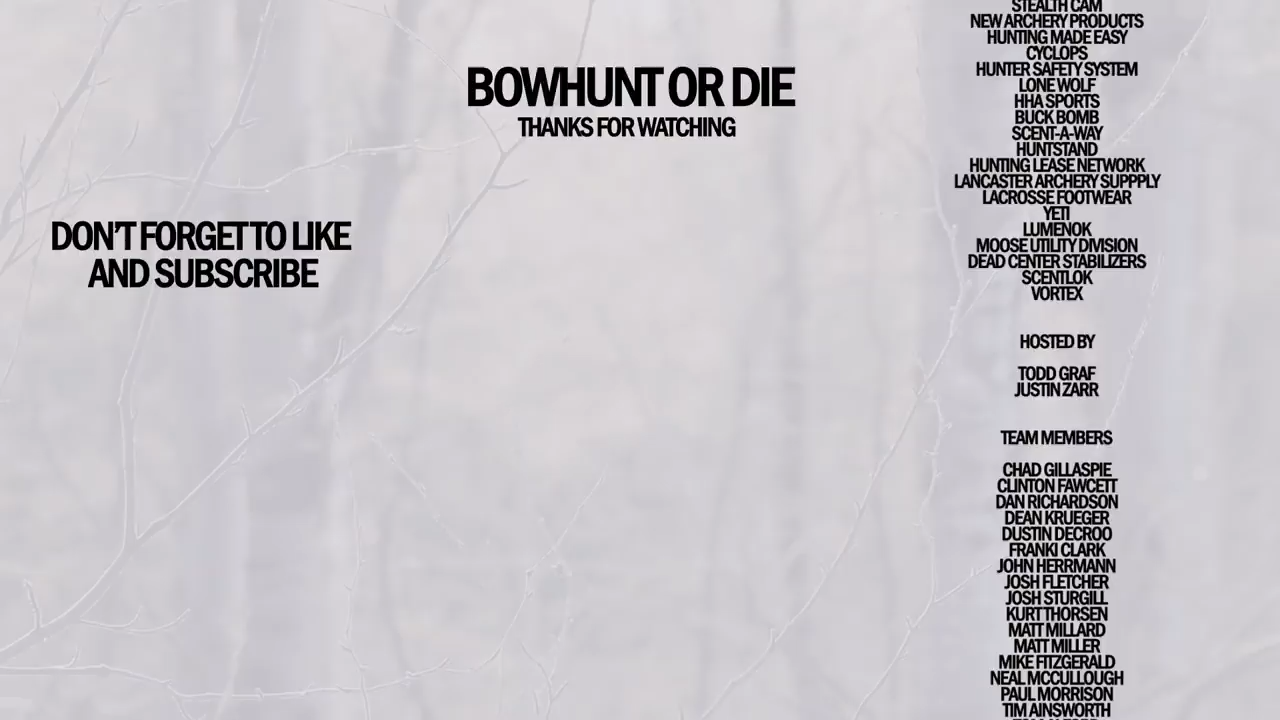 BOWHUNT OR DIE
THANKS FOR WATCHING
DON'T FORGET TO LIKE
AND SUBSCRIBE
STEALTH CAM
NEW ARCHERY PRODUCTS
HUNTING MADE EASY
CYCLOPS
HUNTER SAFETY SYSTEM
LONE WOLF
HHA SPORTS
BUCK BOMB
SCENT-A-WAY
HUNTSTAND
HUNTING LEASE NETWORK
LANCASTER ARCHERY SUPPPLY
LACROSSE FOOTWEAR
YETI
LUMENOK
MOOSE UTILITY DIVISION
DEAD CENTER STABILIZERS
SCENTLOK
VORTEX
HOSTED BY
TODD GRAF
JUSTIN ZARR
TEAM MEMBERS
CHAD GILLASPIE
CLINTON FAWCETT
DAN RICHARDSON
DEAN KRUEGER
DUSTIN DECROO
FRANKI CLARK
JOHN HERRMANN
JOSH FLETCHER
JOSH STURGILL
KURT THORSEN
MATT MILLARD
MATT MILLER
MIKE FITZGERALD
NEAL MCCULLOUGH
PAUL MORRISON
TIM AINSWORTH